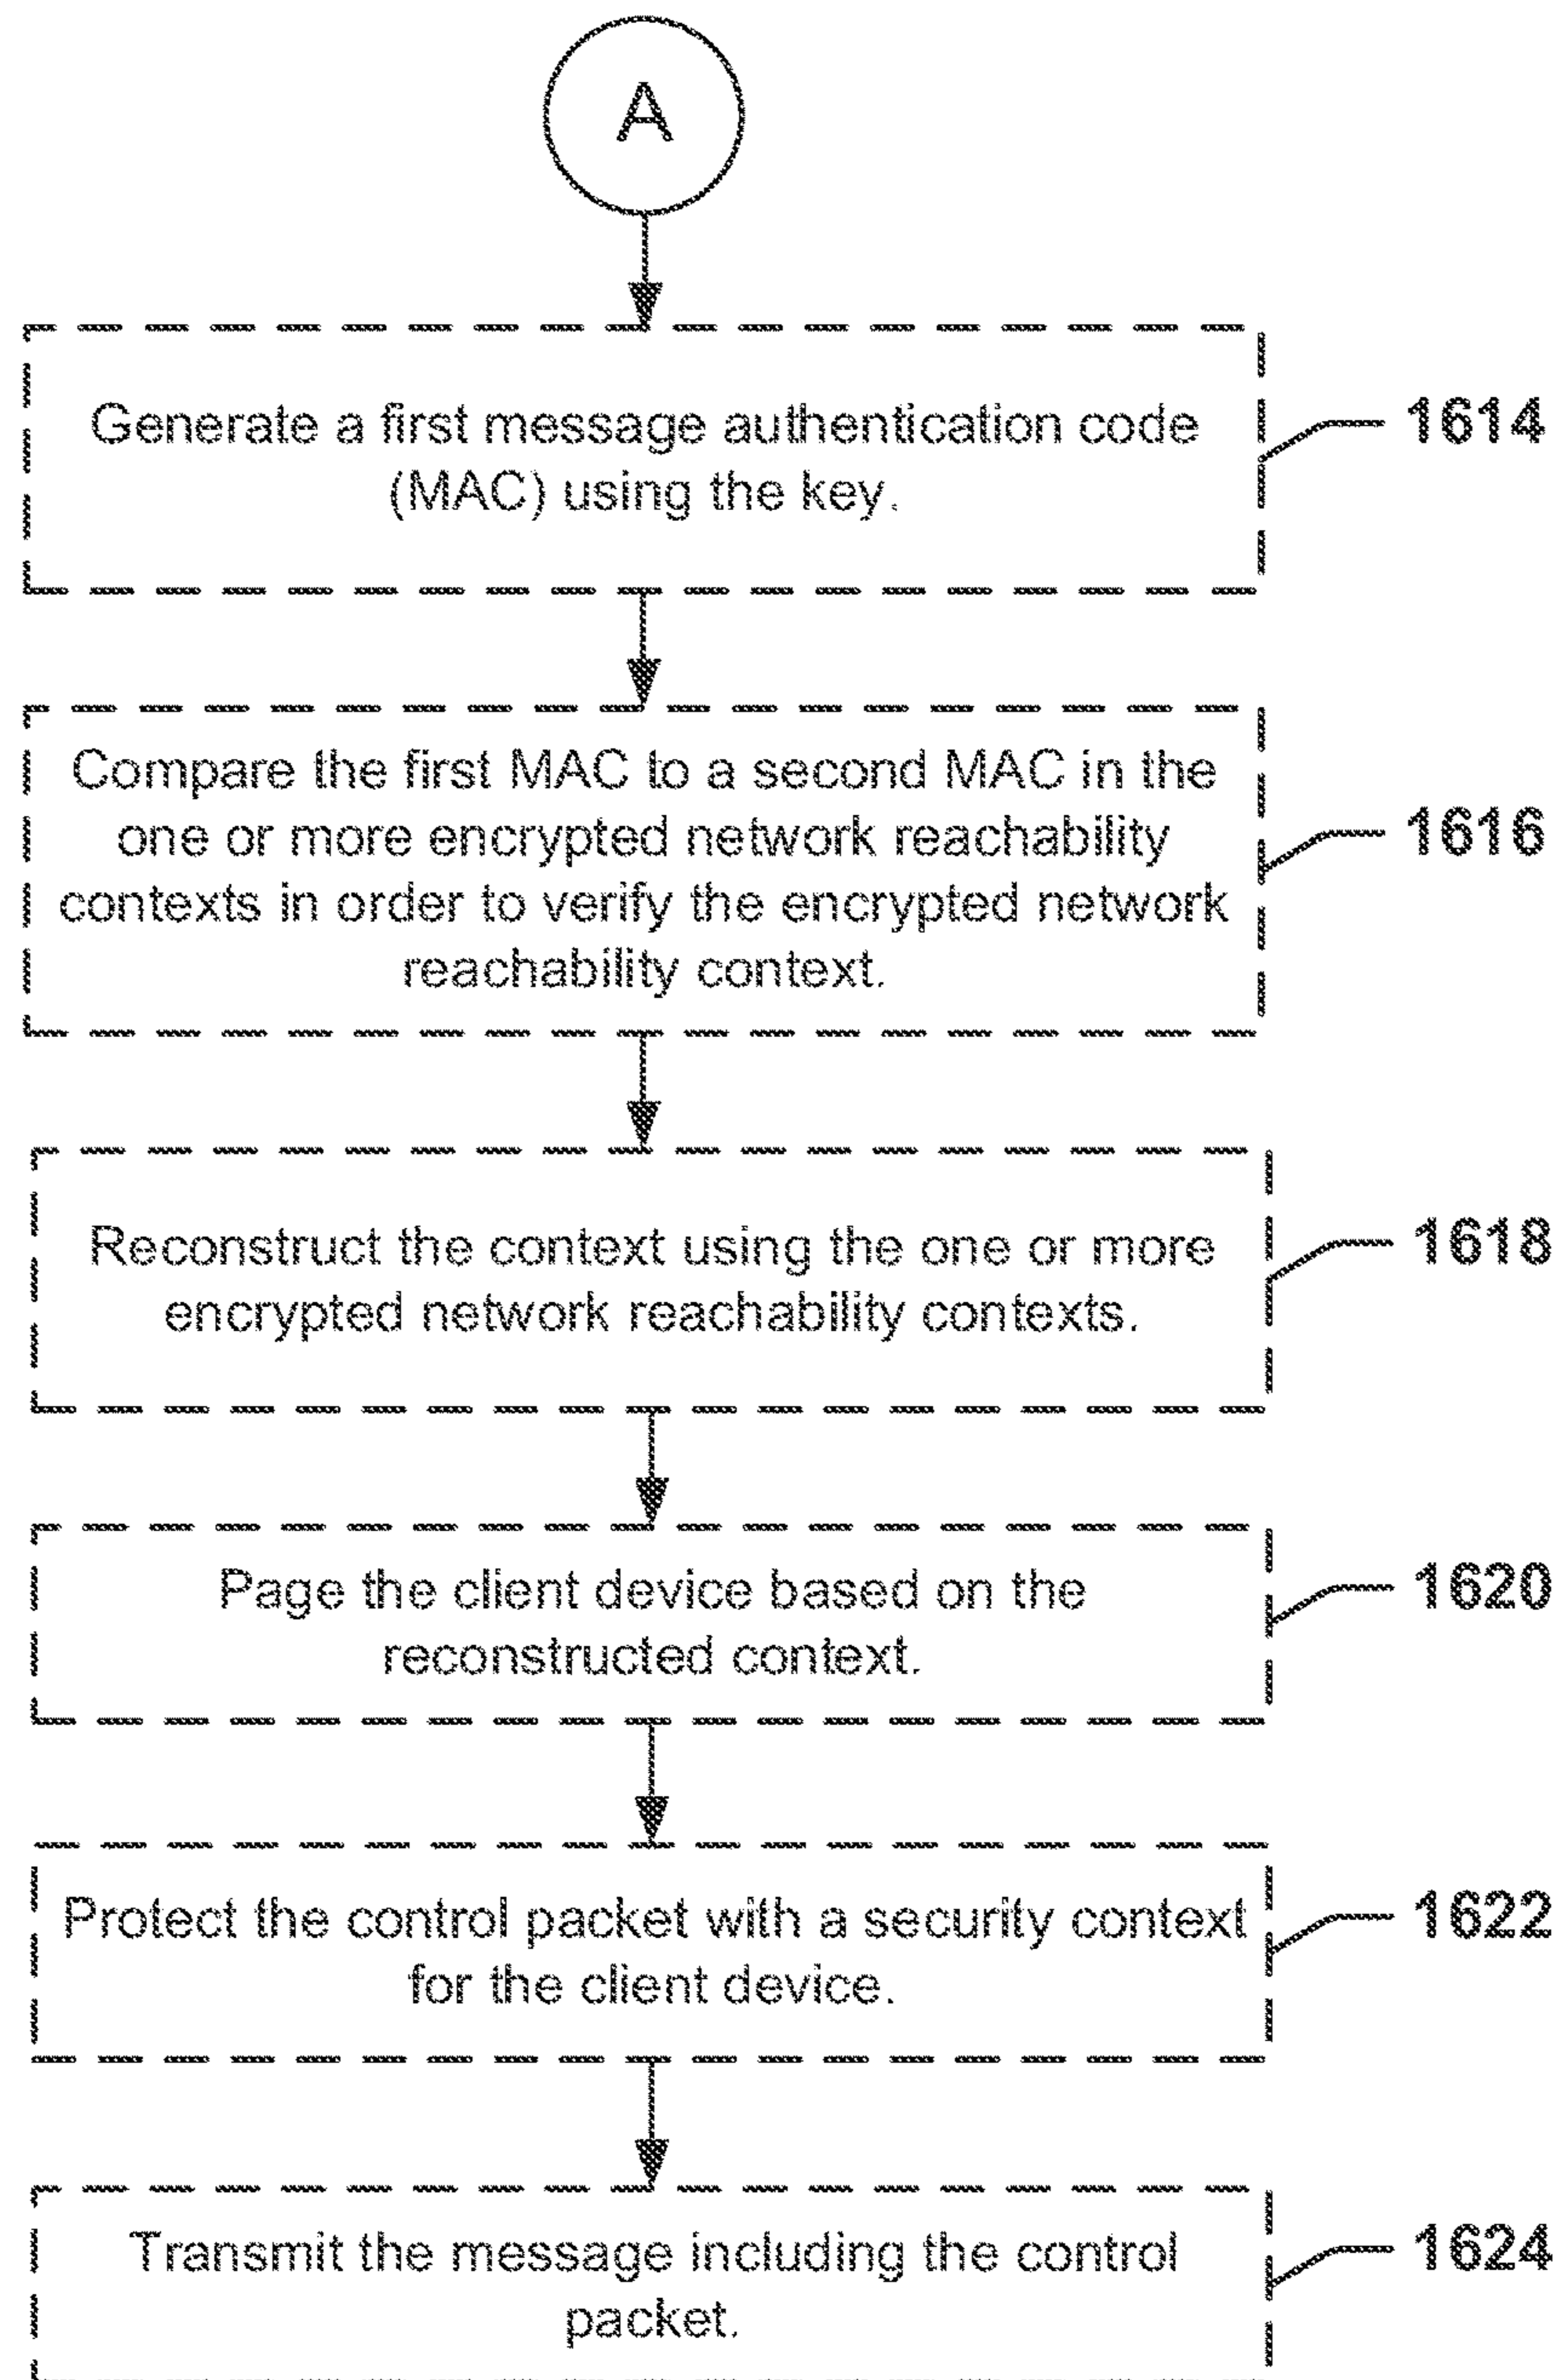 A
Generate a first message authentication code
(MAC) using the key.
1614
Compare the first MAC to a second MAC in the
one or more encrypted network reachability
contexts in order to verify the encrypted network
reachability context.
1616
Reconstruct the context using the one or more
encrypted network reachability contexts.
1618
Page the client device based on the
reconstructed context.
1620
Protect the control packet with a security context
for the client device.
1622
Transmit the message including the control
packet.
1624